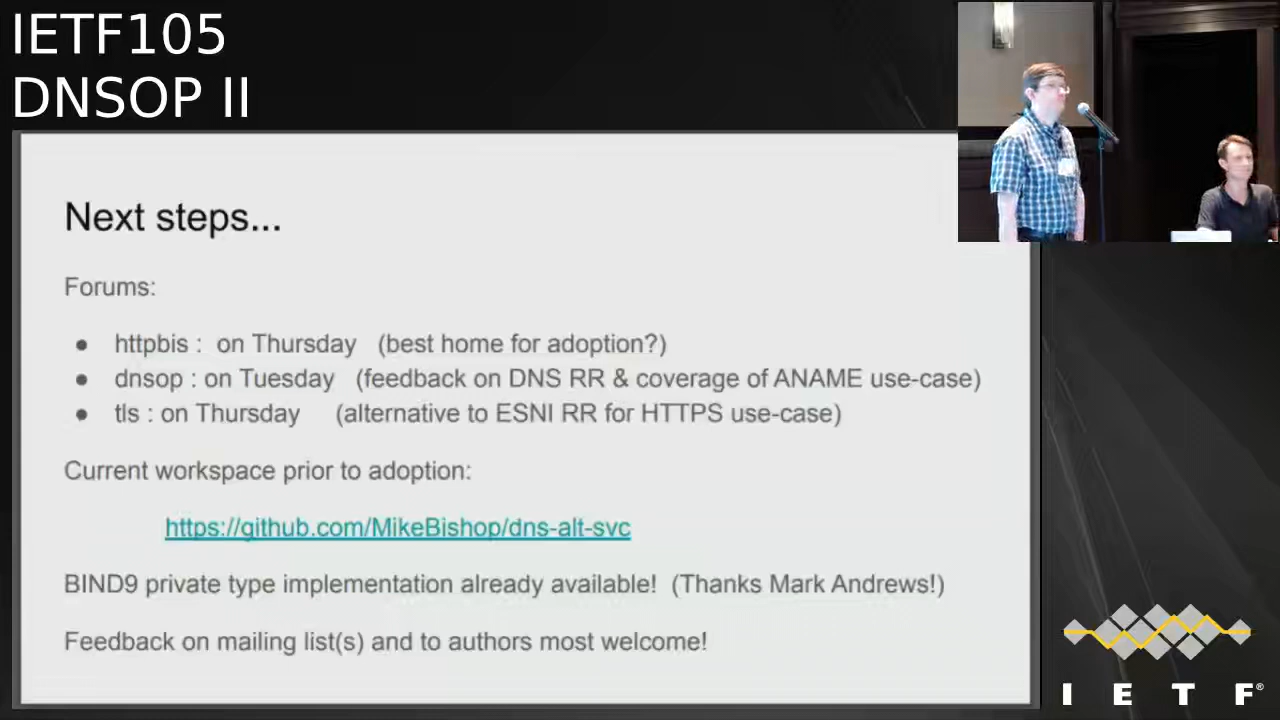 IETF105
DNSOP II
Next steps...
Forums:
● httpbis : on Thursday (best home for adoption?)
● dnsop : on Tuesday (feedback on DNS RR & coverage of ANAME use-case)
● tls : on Thursday (alternative to ESNI RR for HTTPS use-case)
Current workspace prior to adoption:
https://github.com/MikeBishop/dns-alt-svc
BIND9 private type implementation already available! (Thanks Mark Andrews!)
Feedback on mailing list(s) and to authors most welcome!
I E T F®